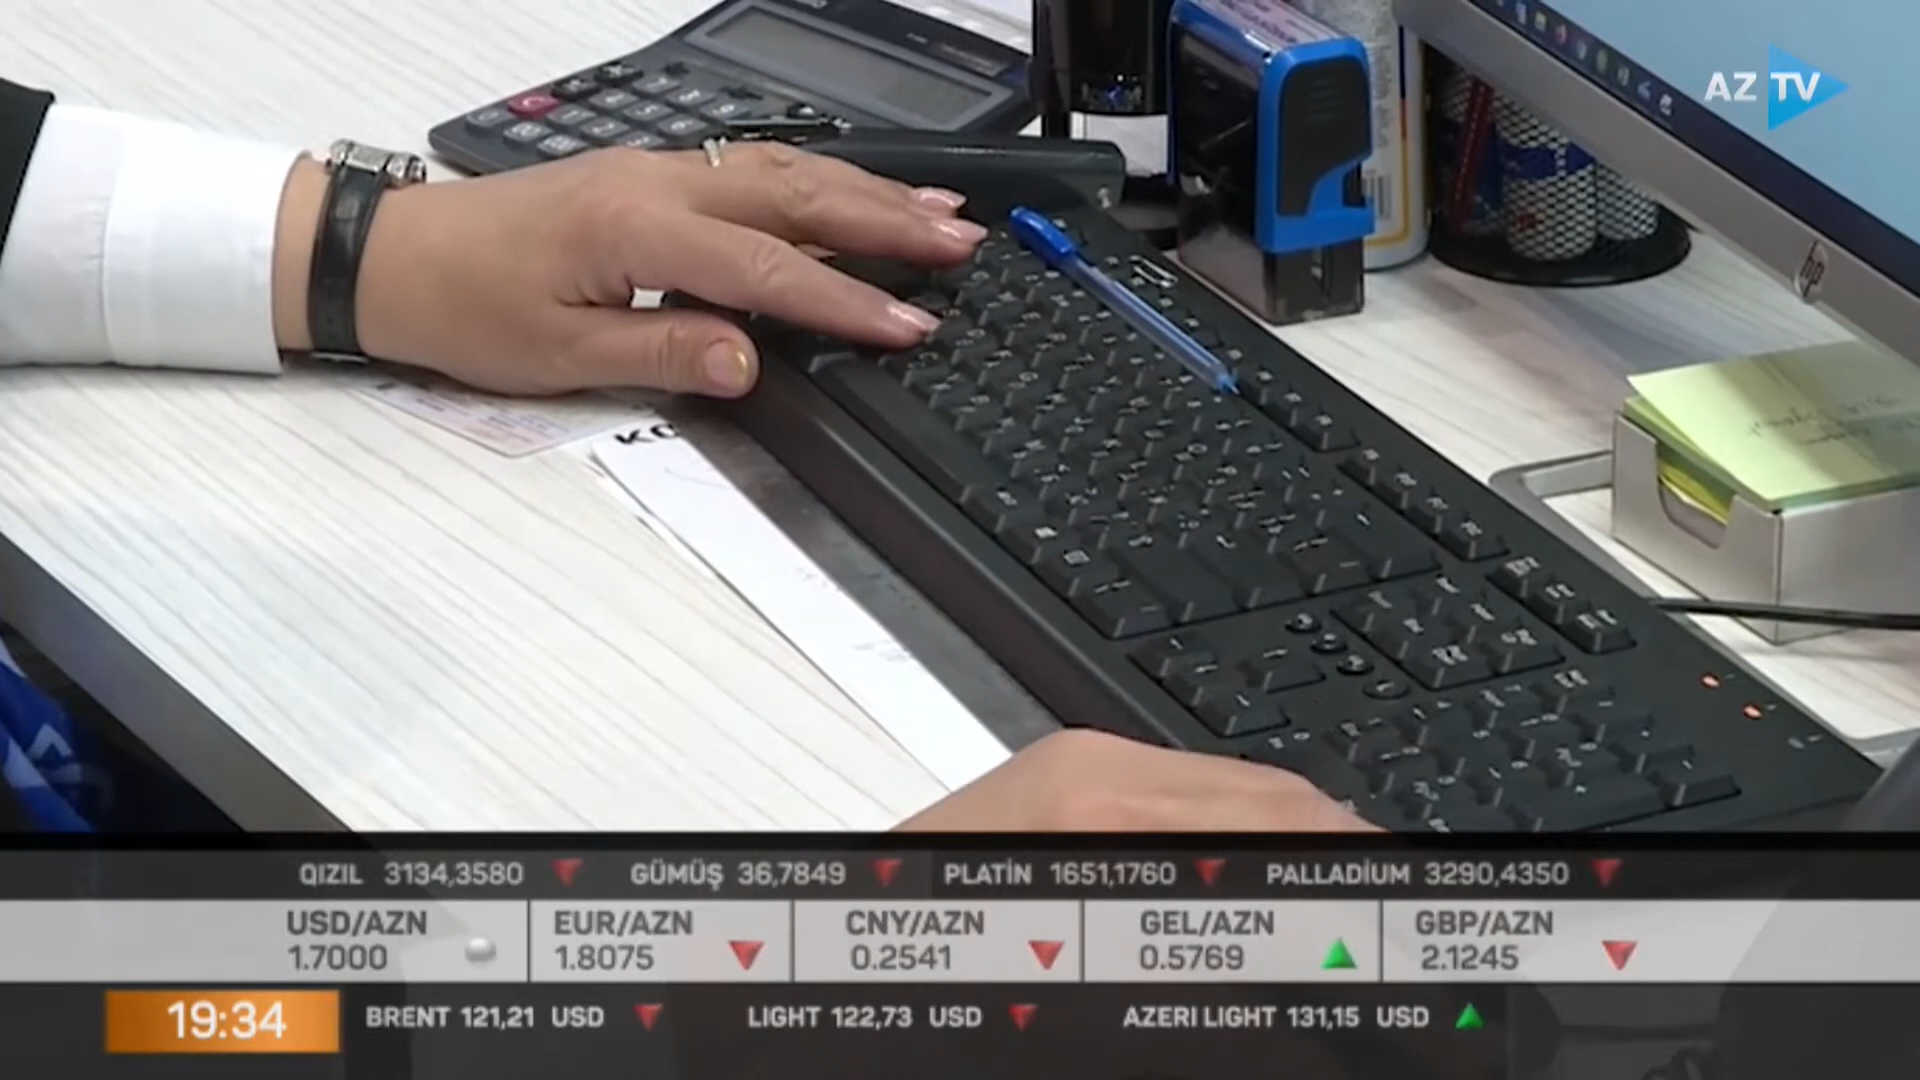 AZ TV
hp
QIZIL 3134,3580 GÜMÜŞ 36,7849 PLATİN 1651,1760 PALLADİUM 3290,4350
USD/AZN EUR/AZN CNY/AZN GEL/AZN GBP/AZN
1.7000 1.8075 0.2541 0.5769 2.1245
19:34 BRENT 121,21 USD LIGHT 122,73 USD AZERI LIGHT 131,15 USD